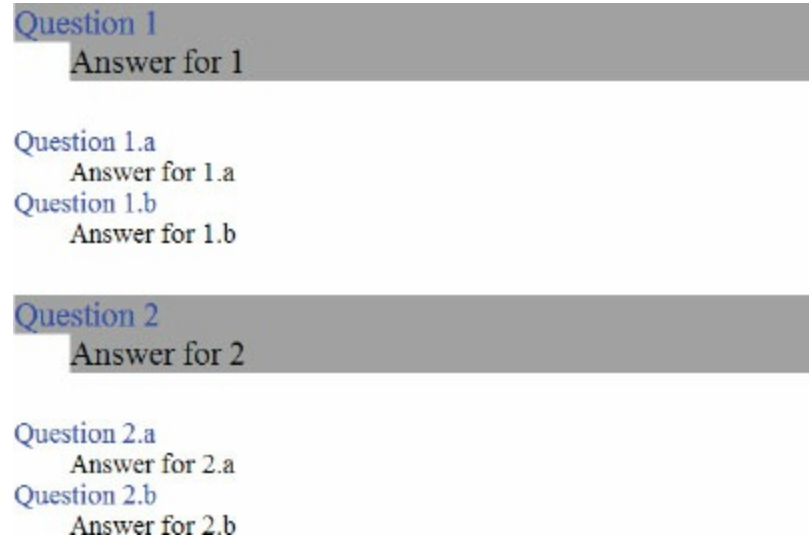 Question 1
Answer for 1
Question 1.a
Answer for 1.a
Question 1.b
Answer for 1.b
Question 2
Answer for 2
Question 2.a
Answer for 2.a
Question 2.b
Answer for 2.b